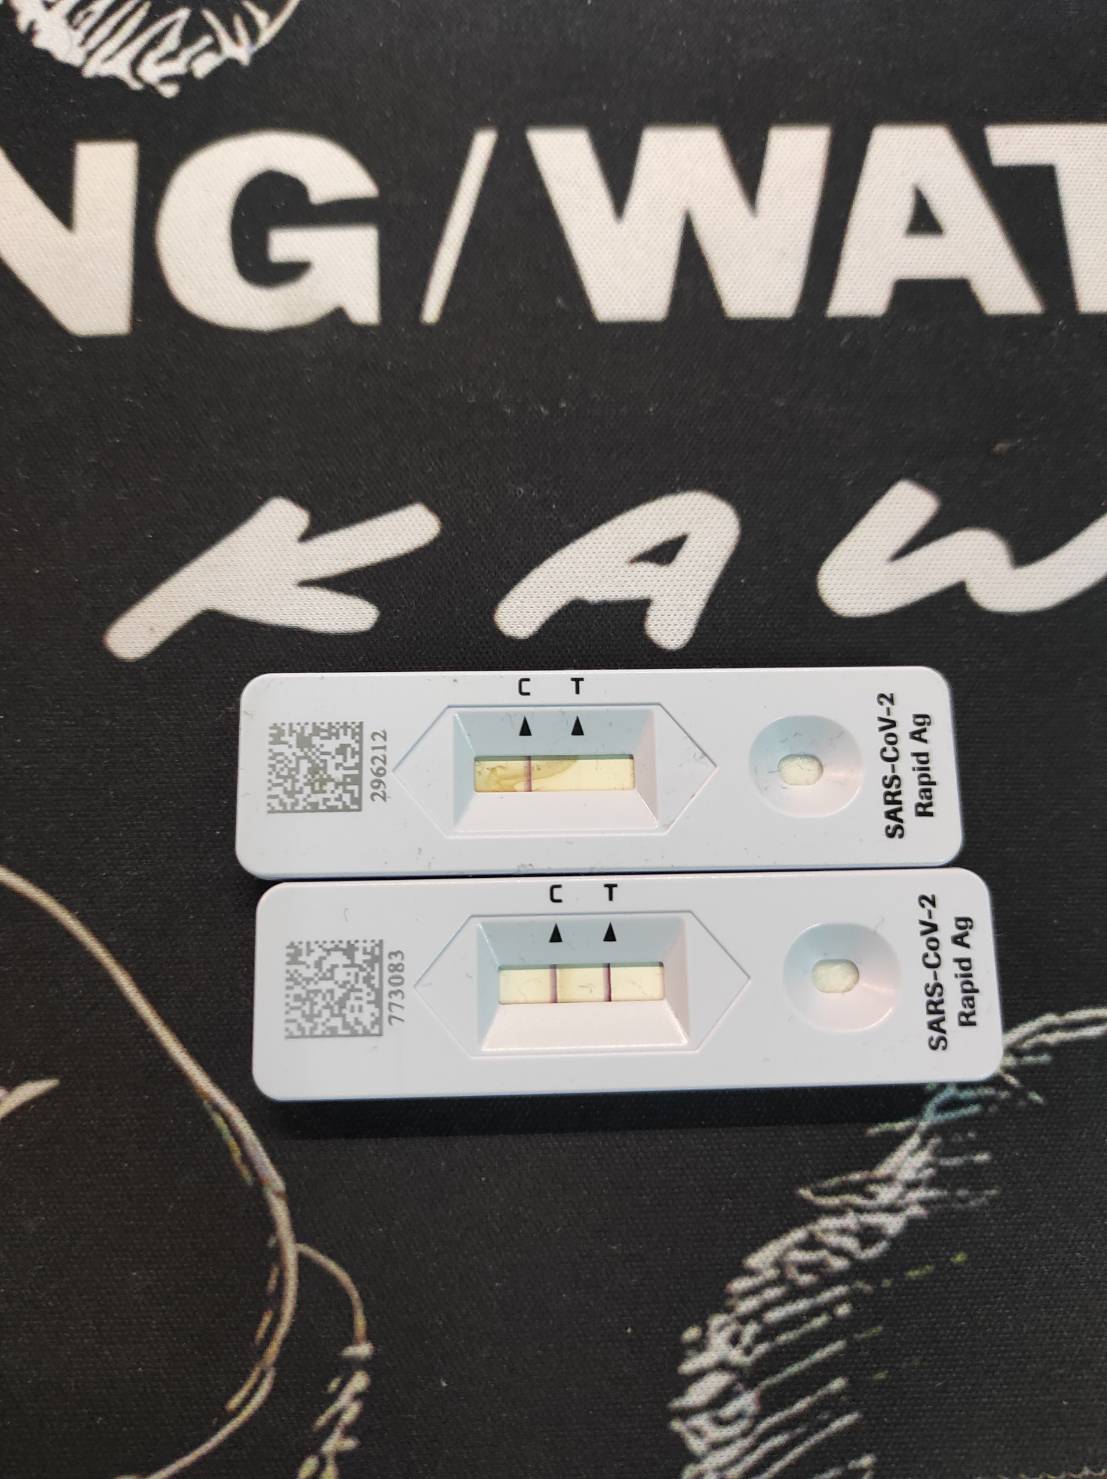 NG/WAT
KAW
C T
296212
SARS-CoV-2
Rapid Ag
C T
773083
SARS-CoV-2
Rapid Ag